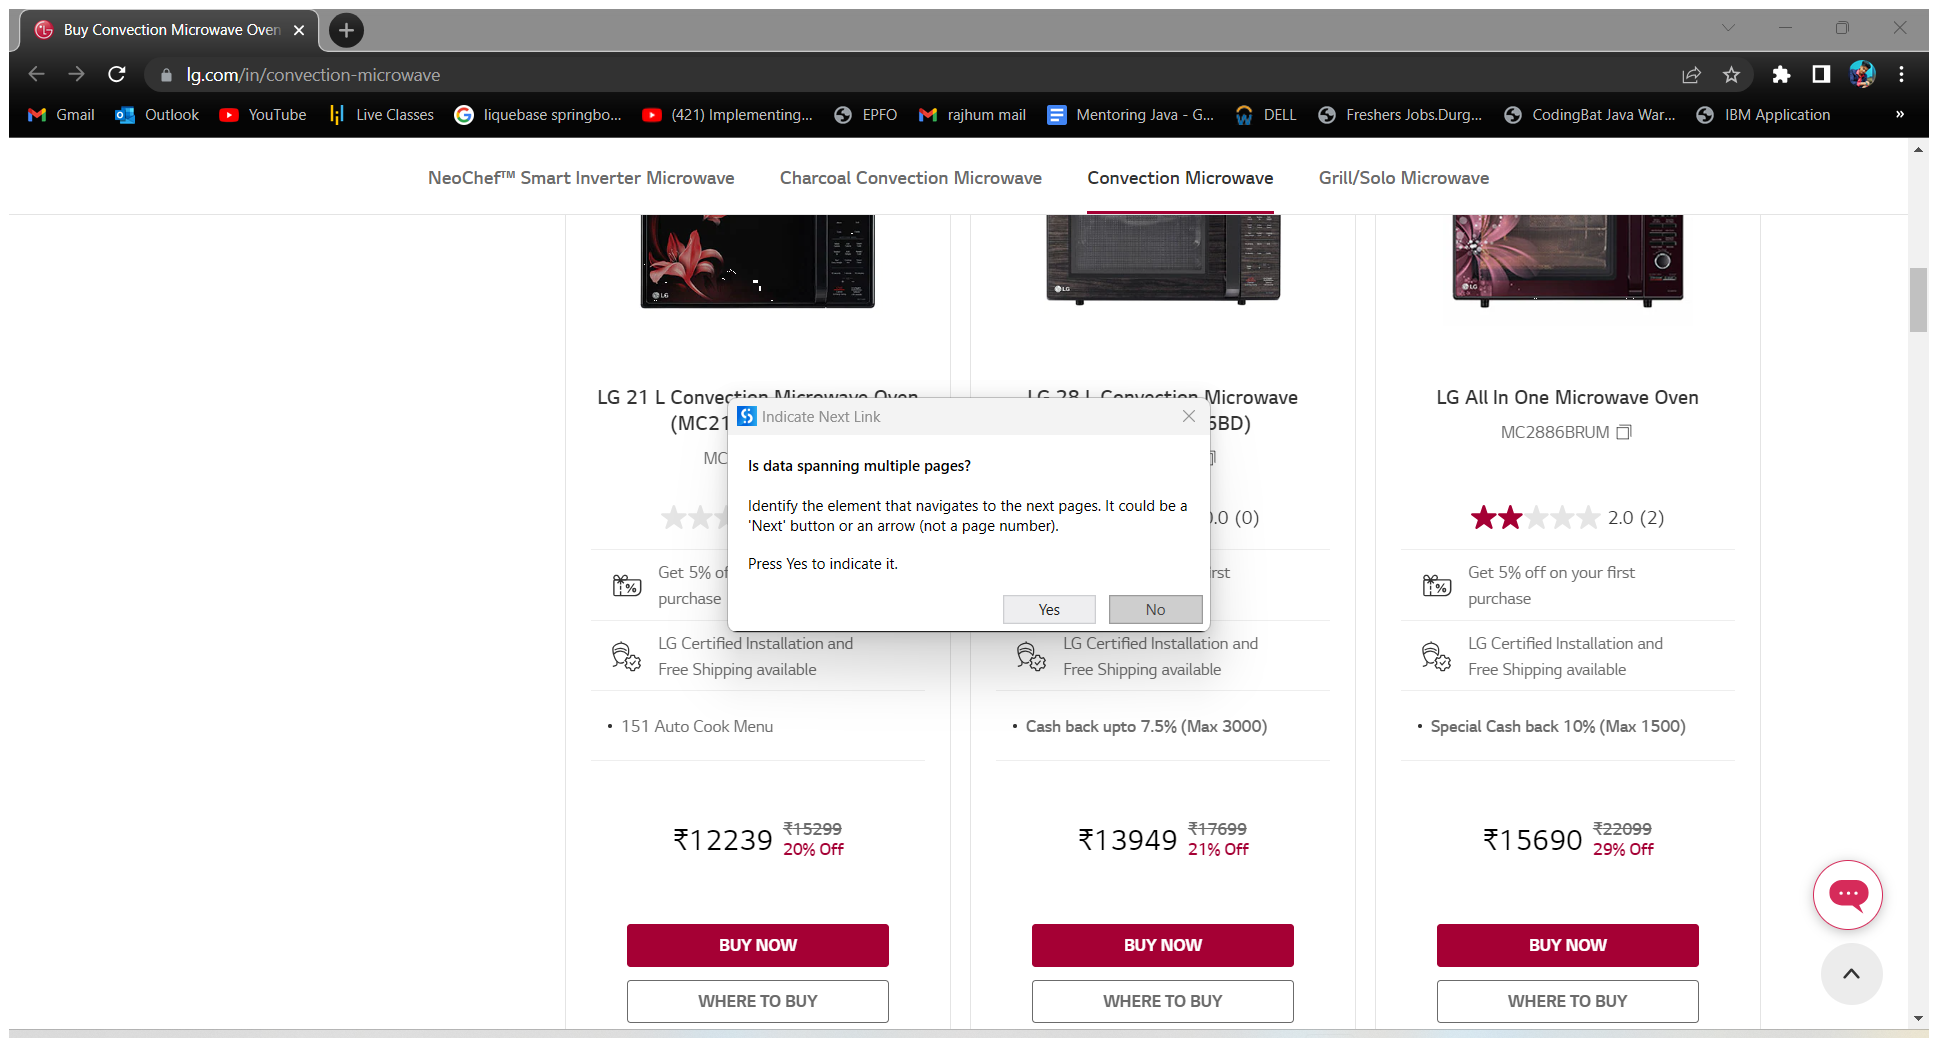 Buy Convection Microwave Oven
lg.com/in/convection-microwave
Gmail Outlook YouTube Live Classes liquebase springbo... (421) Implementing... EPFO rajhum mail Mentoring Java - G... DELL Freshers Jobs.Durg... CodingBat Java War... IBM Application »
NeoChef™ Smart Inverter Microwave Charcoal Convection Microwave Convection Microwave Grill/Solo Microwave
LG LG LG
LG 21 L Convection Microwave Oven
(MC21
MC
Get 5% of
purchase
LG Certified Installation and
Free Shipping available
• 151 Auto Cook Menu
₹12239 ₹15299
20% Off
BUY NOW
WHERE TO BUY
LG 28 L Convection Microwave
6BD)
0.0 (0)
irst
LG Certified Installation and
Free Shipping available
• Cash back upto 7.5% (Max 3000)
₹13949 ₹17699
21% Off
BUY NOW
WHERE TO BUY
LG All In One Microwave Oven
MC2886BRUM
2.0 (2)
Get 5% off on your first
purchase
LG Certified Installation and
Free Shipping available
• Special Cash back 10% (Max 1500)
₹15690 ₹22099
29% Off
BUY NOW
WHERE TO BUY
Indicate Next Link
Is data spanning multiple pages?
Identify the element that navigates to the next pages. It could be a
'Next' button or an arrow (not a page number).
Press Yes to indicate it.
Yes No